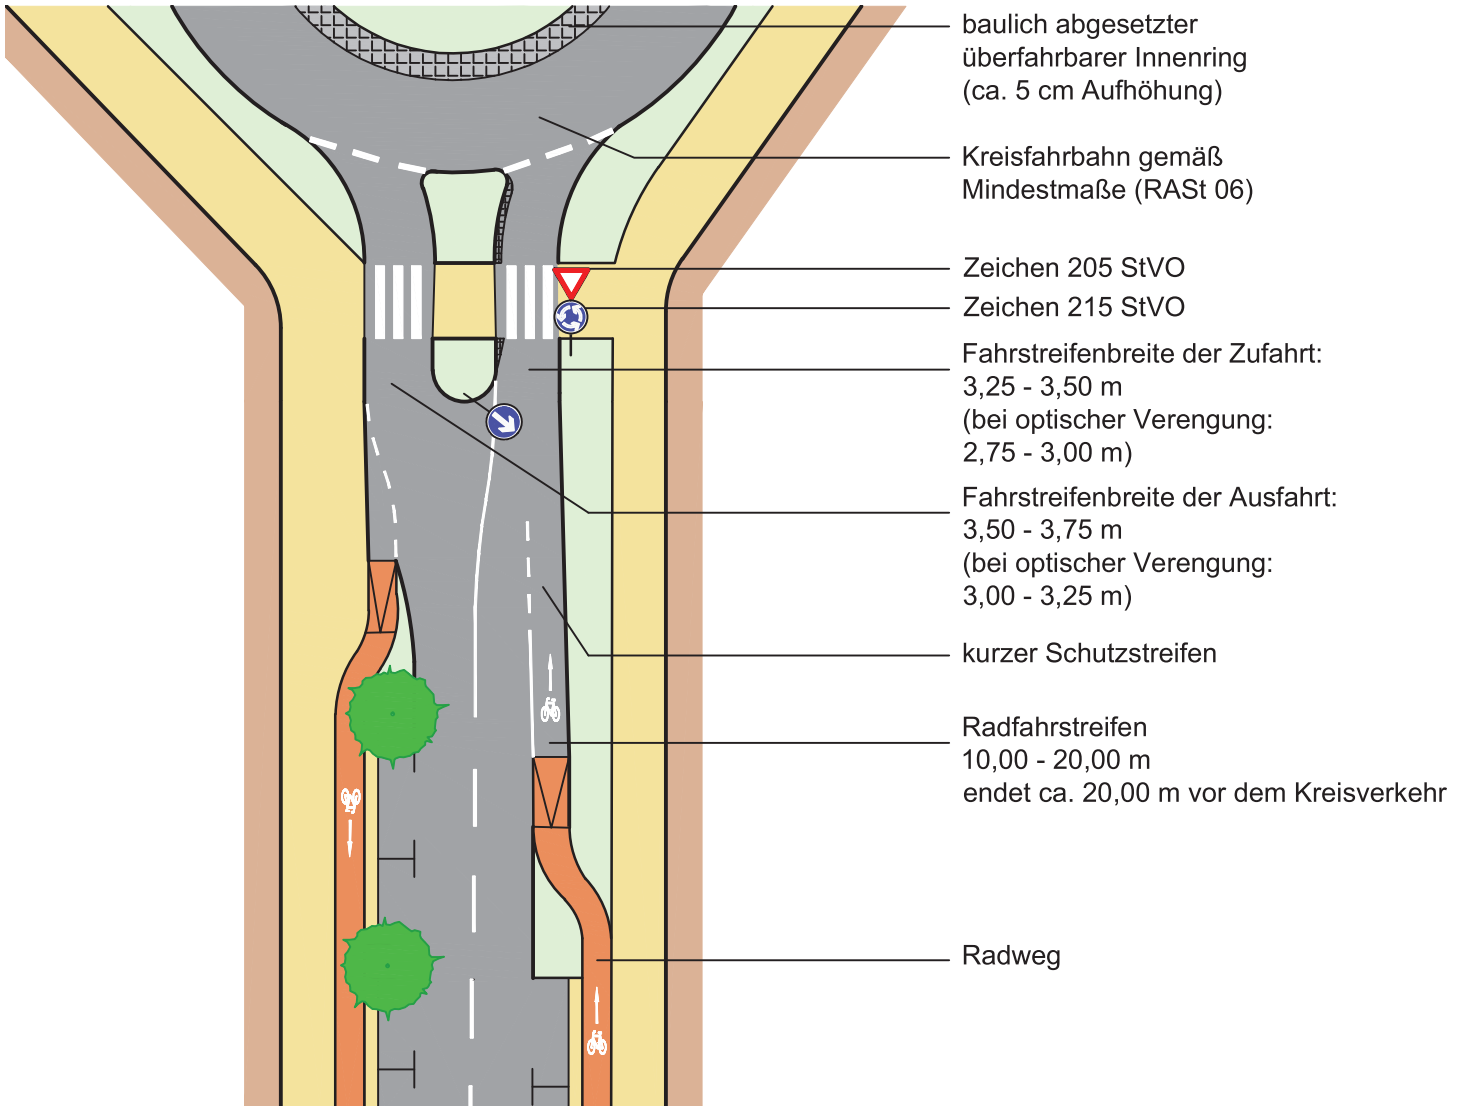 baulich abgesetzter
überfahrbarer Innenring
(ca. 5 cm Aufhöhung)
Kreisfahrbahn gemäß
Mindestmaße (RASt 06)
Zeichen 205 StVO
Zeichen 215 StVO
Fahrstreifenbreite der Zufahrt:
3,25 - 3,50 m
(bei optischer Verengung:
2,75 - 3,00 m)
Fahrstreifenbreite der Ausfahrt:
3,50 - 3,75 m
(bei optischer Verengung:
3,00 - 3,25 m)
kurzer Schutzstreifen
Radfahrstreifen
10,00 - 20,00 m
endet ca. 20,00 m vor dem Kreisverkehr
Radweg